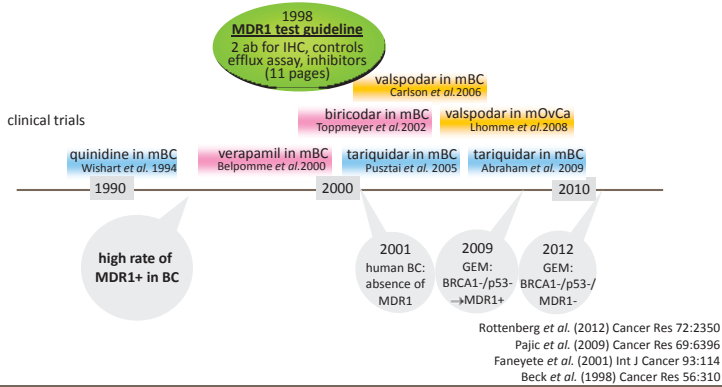 1998
MDR1 test guideline
2 ab for IHC, controls
efflux assay, inhibitors
(11 pages)
valspodar in mBC
Carlson et al.2006
clinical trials
biricodar in mBC
Toppmeyer et al.2002
valspodar in mOvCa
Lhomme et al.2008
quinidine in mBC
Wishart et al. 1994
verapamil in mBC
Belpomme et al.2000
tariquidar in mBC
Pusztai et al. 2005
tariquidar in mBC
Abraham et al. 2009
1990
2000
2010
high rate of
MDR1+ in BC
2001
human BC:
absence of
MDR1
2009
GEM:
BRCA1-/p53-
→MDR1+
2012
GEM:
BRCA1-/p53-/
MDR1-
Rottenberg et al. (2012) Cancer Res 72:2350
Pajic et al. (2009) Cancer Res 69:6396
Faneyete et al. (2001) Int J Cancer 93:114
Beck et al. (1998) Cancer Res 56:310